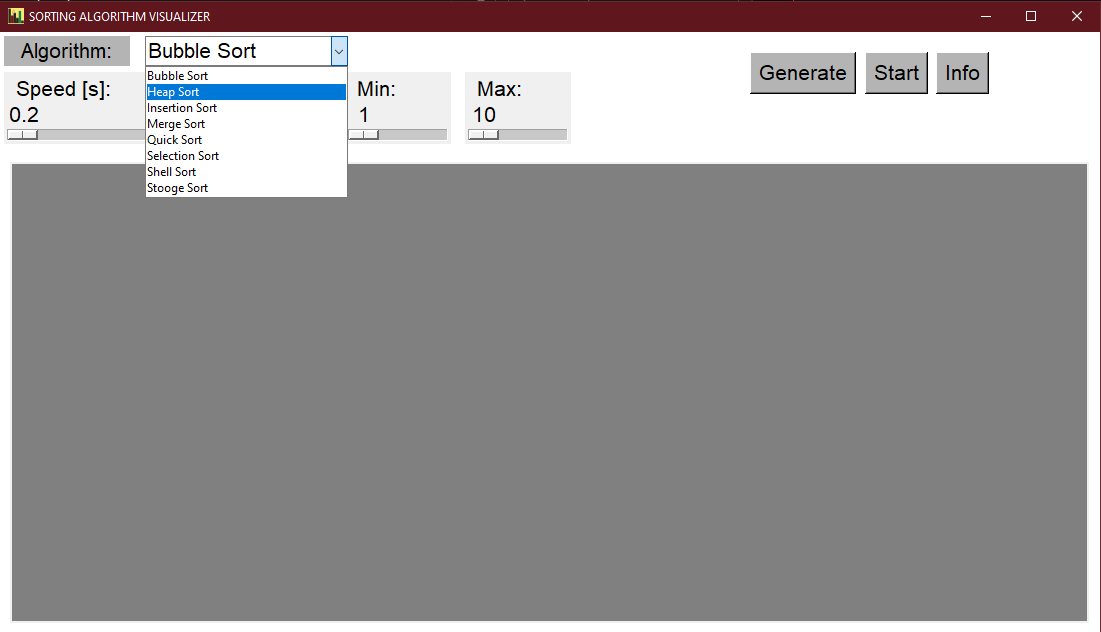 SORTING ALGORITHM VISUALIZER
Algorithm:
Bubble Sort
Bubble Sort
Heap Sort
Insertion Sort
Merge Sort
Quick Sort
Selection Sort
Shell Sort
Stooge Sort
Speed [s]:
0.2
Min:
1
Max:
10
Generate
Start
Info